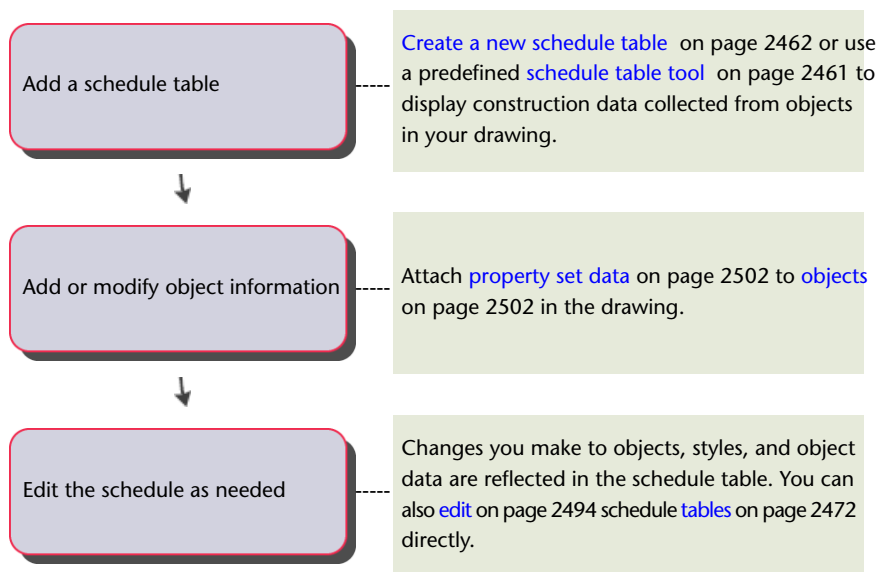 Add a schedule table
Create a new schedule table on page 2462 or use
a predefined schedule table tool on page 2461 to
display construction data collected from objects
in your drawing.
Add or modify object information
Attach property set data on page 2502 to objects
on page 2502 in the drawing.
Edit the schedule as needed
Changes you make to objects, styles, and object
data are reflected in the schedule table. You can
also edit on page 2494 schedule tables on page 2472
directly.